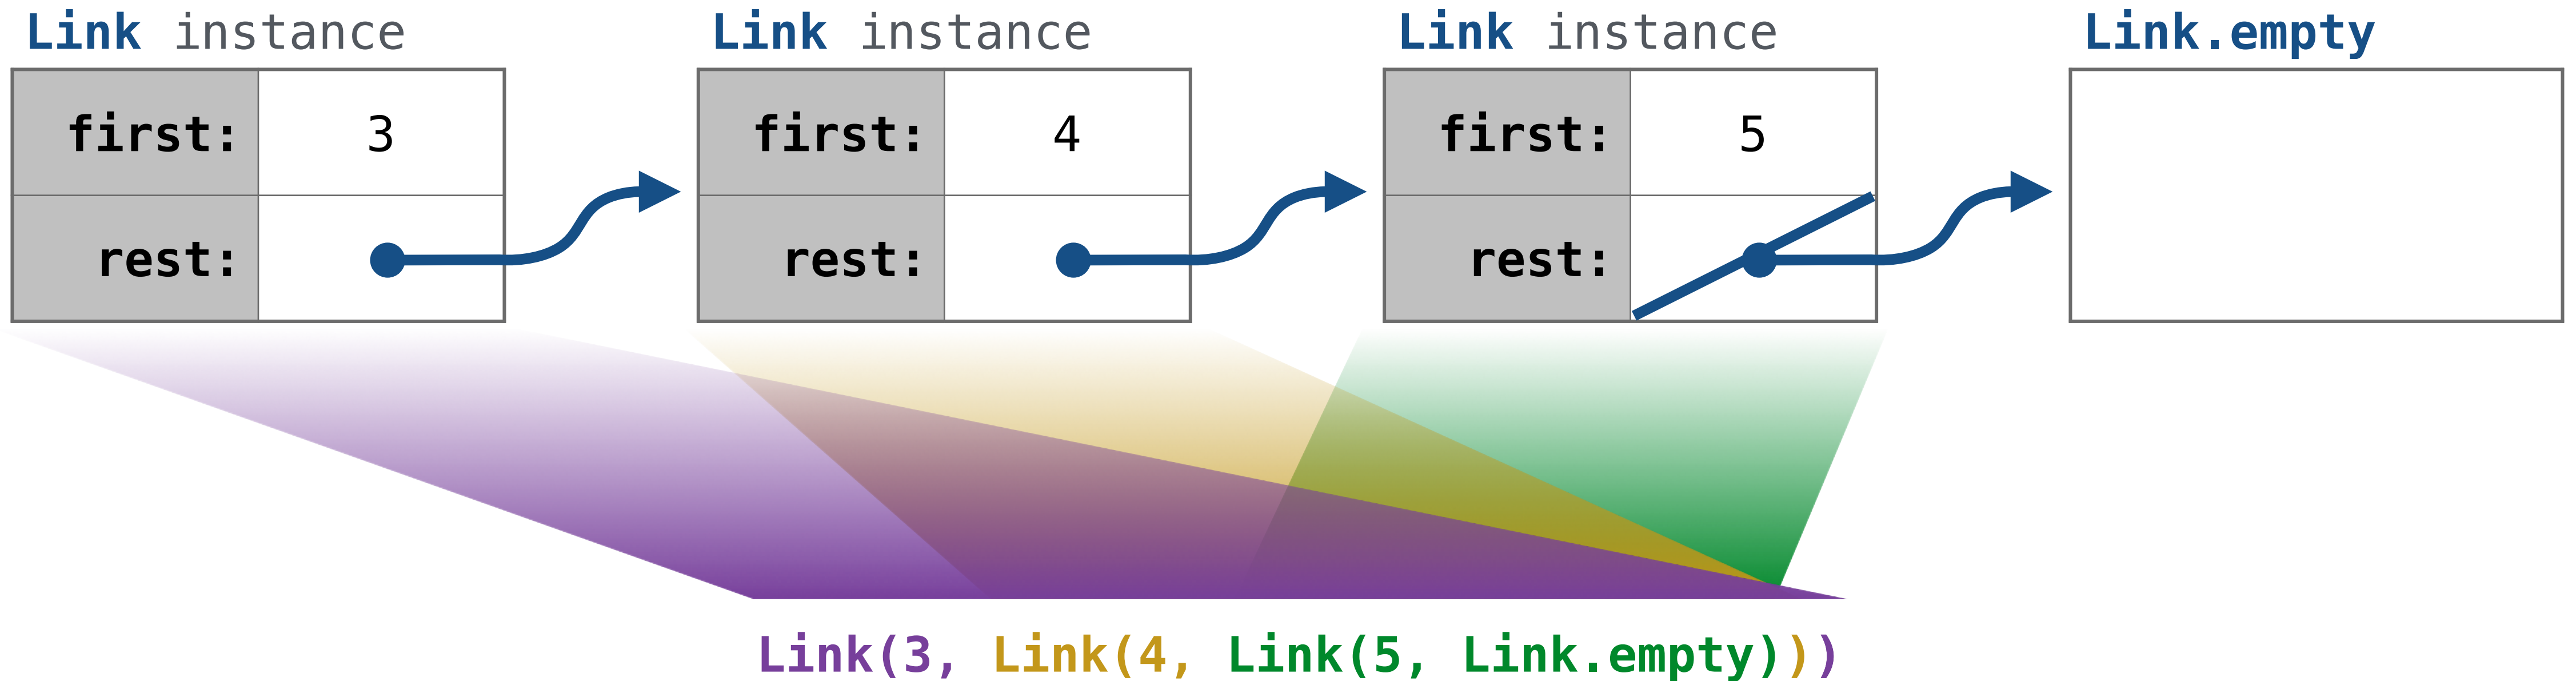 Link instance
Link instance
Link instance
Link.empty
first: 3
rest:
first: 4
rest:
first: 5
rest:
Link(3, Link(4, Link(5, Link.empty)))